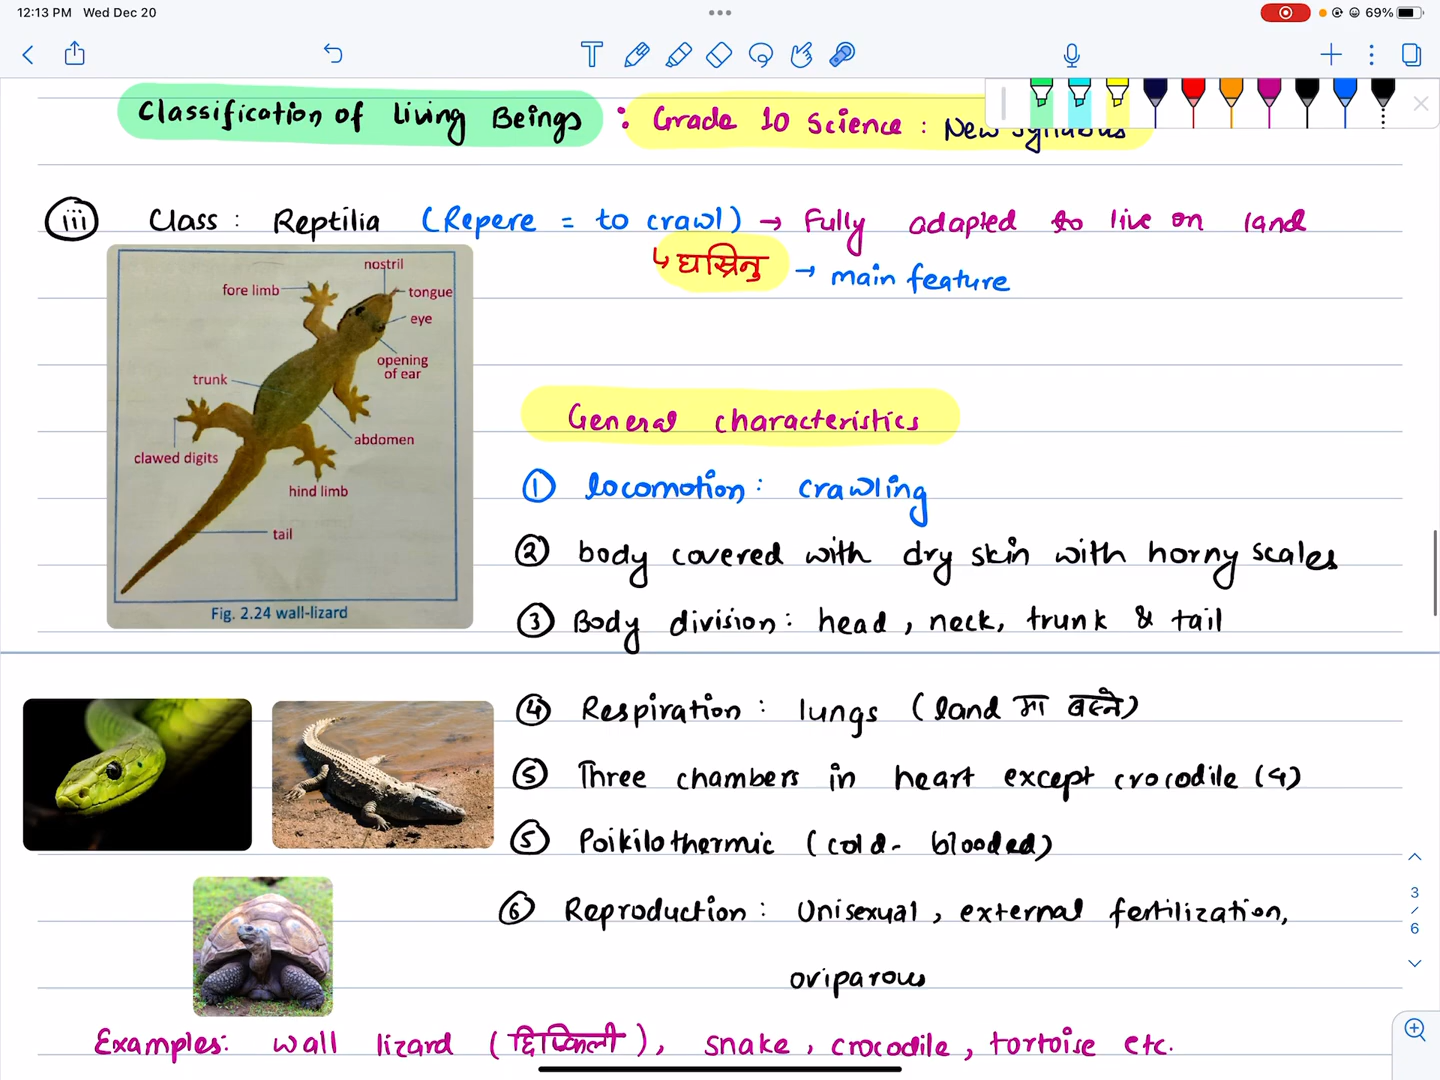 12:13 PM Wed Dec 20
69%
Classification of Living Beings : Grade 10 Science : New Syllabus
iii Class : Reptilia (Repere = to crawl) → Fully adapted to live on land
↳ घस्रिनु → main feature
nostril
fore limb
tongue
eye
opening of ear
trunk
abdomen
clawed digits
hind limb
tail
Fig. 2.24 wall-lizard
General characteristics
① locomotion : crawling
② body covered with dry skin with horny scales
③ Body division : head, neck, trunk & tail
④ Respiration : lungs (land मा बस्ने)
⑤ Three chambers in heart except crocodile (4)
⑤ Poikilothermic (cold-blooded)
⑥ Reproduction : Unisexual, external fertilization,
oviparous
Examples: wall lizard ( ), snake, crocodile, tortoise etc.
3
/
6